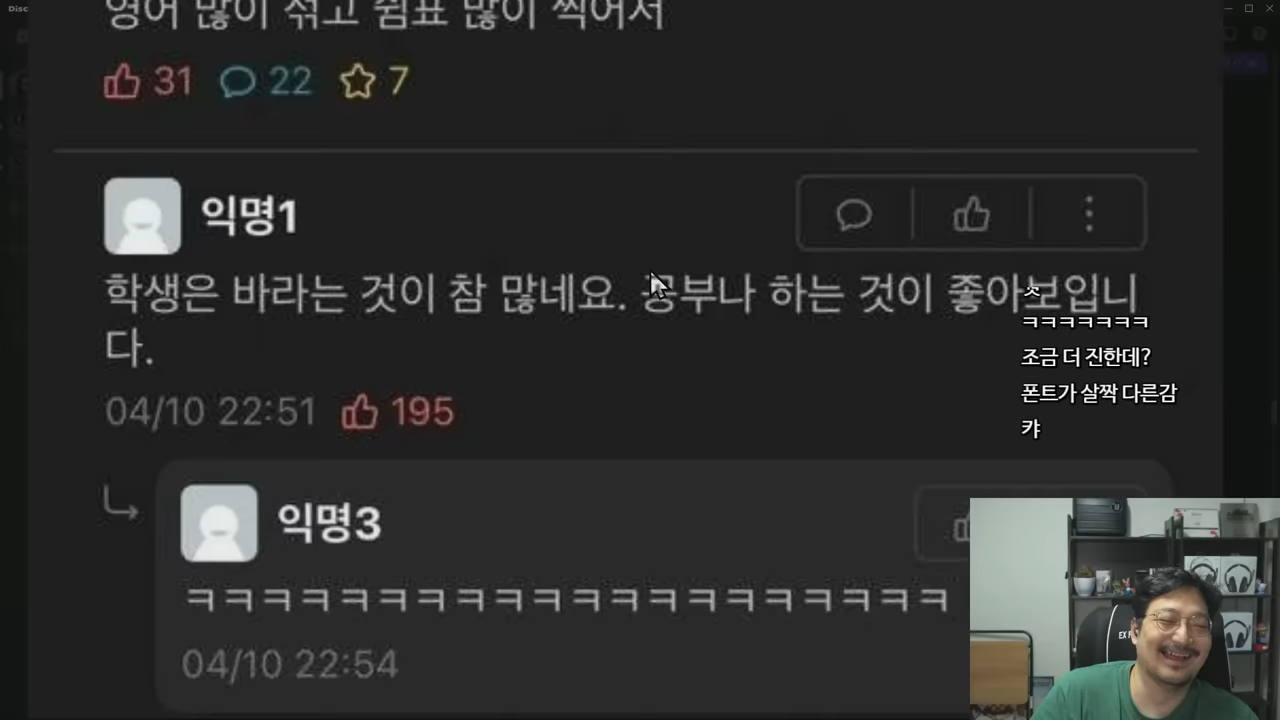 Disc
영어 많이 섞고 쉼표 많이 찍어서
31 22 7
익명1
학생은 바라는 것이 참 많네요. 공부나 하는 것이 좋아보입니
다.
04/10 22:51 195
익명3
ㅋㅋㅋㅋㅋㅋㅋㅋㅋㅋㅋㅋㅋㅋㅋㅋㅋㅋㅋㅋ
04/10 22:54
ㅋㅋㅋㅋㅋㅋㅋ
조금 더 진한데?
폰트가 살짝 다른감
캬